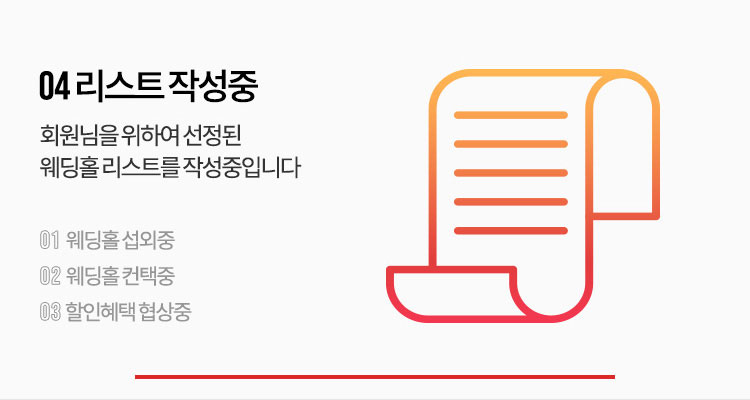 04 리스트 작성중
회원님을 위하여 선정된
웨딩홀 리스트를 작성중입니다
01 웨딩홀 섭외중
02 웨딩홀 컨택중
03 할인혜택 협상중